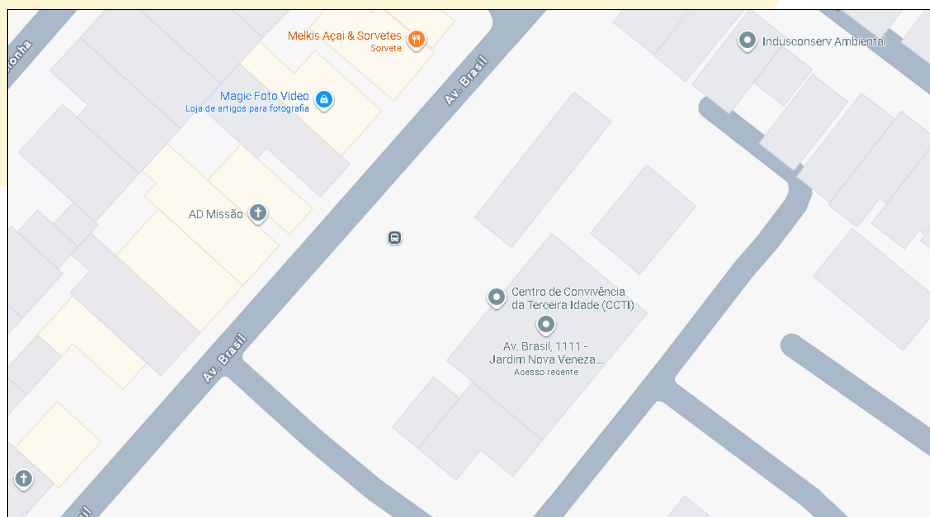 Melkis Açaí & Sorvetes
Sorvete
Av. Brasil
Indusconserv Ambiental
Magic Foto Video
Loja de artigos para fotografia
AD Missão
Centro de Convivência
da Terceira Idade (CCTI)
Av. Brasil, 1111 -
Jardim Nova Veneza...
Acesso recente
Av. Brasil